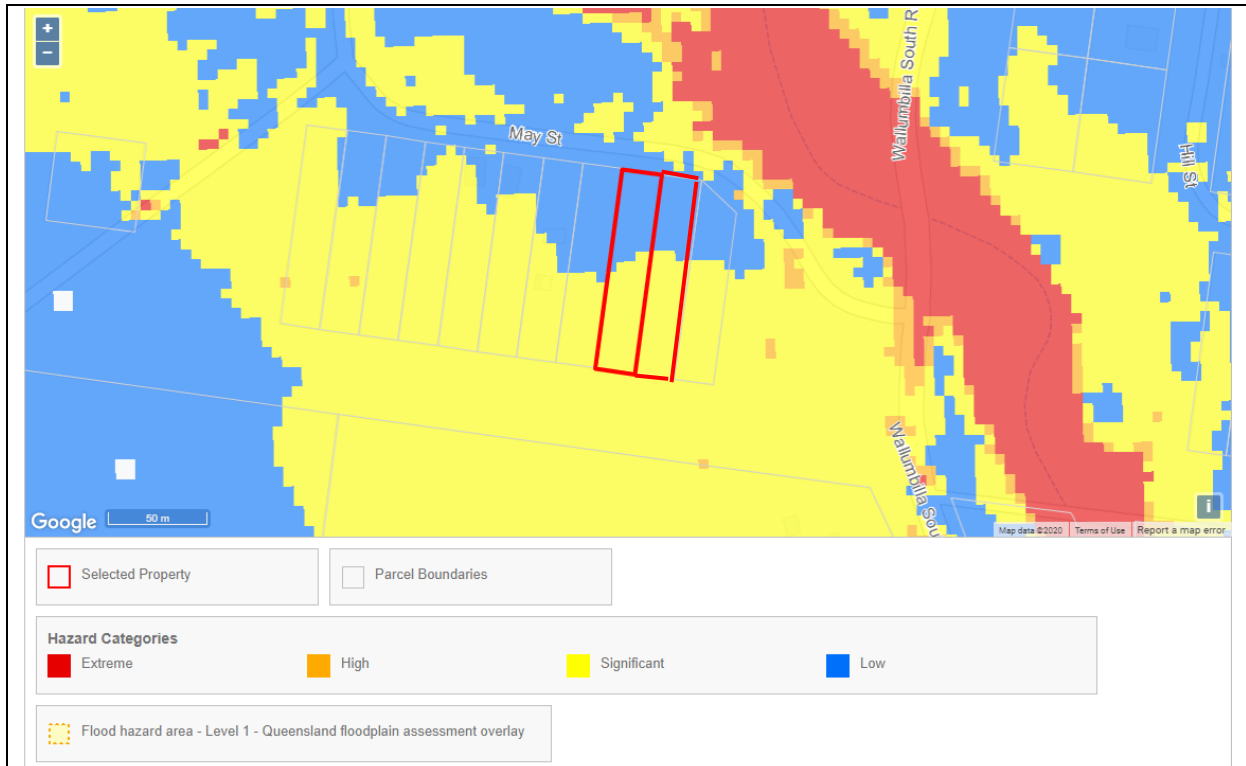 +
−
May St
Wallumbilla South R
Hill St
Wallumbilla Sou
Google
50 m
i
Map data ©2020
Terms of Use
Report a map error
Selected Property
Parcel Boundaries
Hazard Categories
Extreme
High
Significant
Low
Flood hazard area - Level 1 - Queensland floodplain assessment overlay